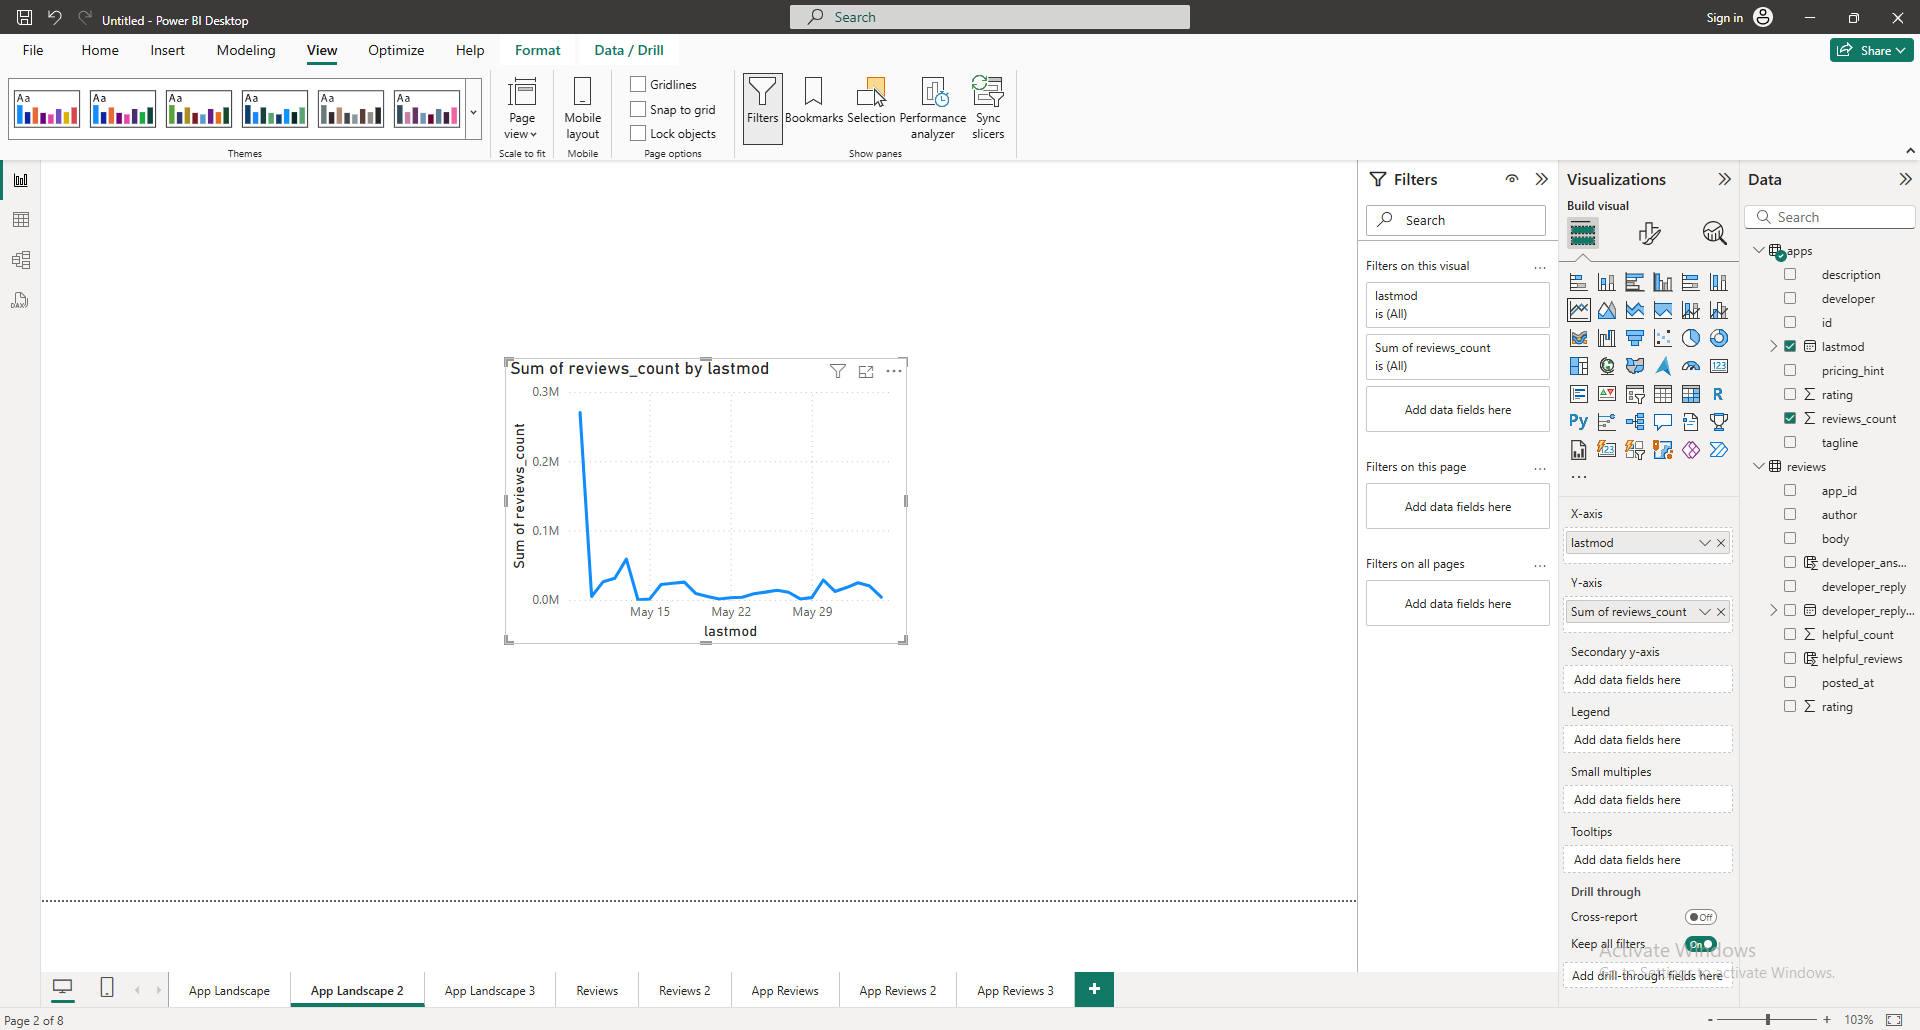 Untitled - Power BI Desktop
Search
Sign in
File
Home
Insert
Modeling
View
Optimize
Help
Format
Data / Drill
Share
Aa
Aa
Aa
Aa
Aa
Aa
Themes
Page view
Scale to fit
Mobile layout
Mobile
Gridlines
Snap to grid
Lock objects
Page options
Filters
Bookmarks
Selection
Performance analyzer
Sync slicers
Show panes
Sum of reviews_count by lastmod
0.3M
0.2M
0.1M
0.0M
Sum of reviews_count
May 15
May 22
May 29
lastmod
Filters
Search
Filters on this visual
...
lastmod
is (All)
Sum of reviews_count
is (All)
Add data fields here
Filters on this page
...
Add data fields here
Filters on all pages
...
Add data fields here
Visualizations
Build visual
123
R
Py
123
...
X-axis
lastmod
Y-axis
Sum of reviews_count
Secondary y-axis
Add data fields here
Legend
Add data fields here
Small multiples
Add data fields here
Tooltips
Add data fields here
Drill through
Cross-report
Off
Keep all filters
On
Add drill-through fields here
Data
Search
apps
description
developer
id
lastmod
pricing_hint
rating
reviews_count
tagline
reviews
app_id
author
body
developer_ans...
developer_reply
developer_reply...
helpful_count
helpful_reviews
posted_at
rating
Activate Windows
Go to Settings to activate Windows.
DAX
App Landscape
App Landscape 2
App Landscape 3
Reviews
Reviews 2
App Reviews
App Reviews 2
App Reviews 3
+
Page 2 of 8
-
+
103%